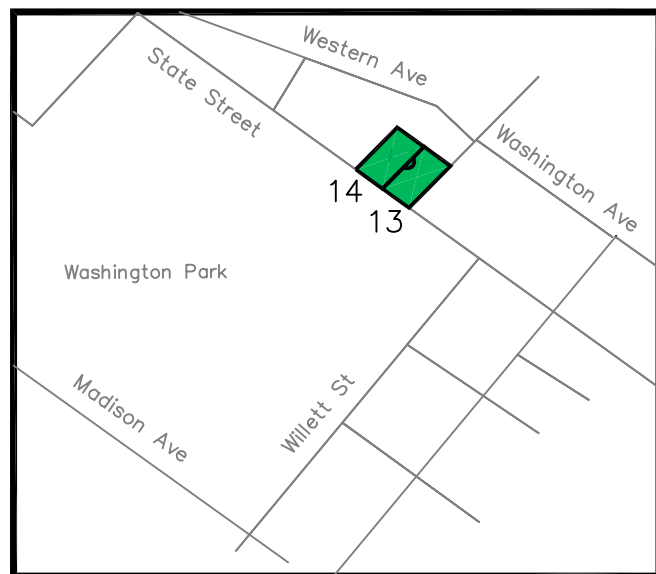 Western Ave
State Street
Washington Ave
14
13
Washington Park
Madison Ave
Willett St